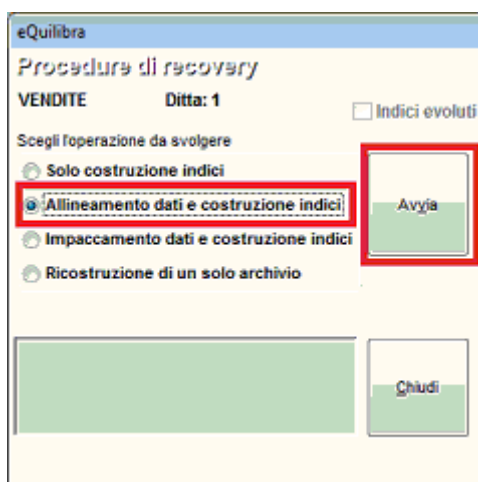 eQuilibra
Procedure di recovery
VENDITE Ditta: 1
Indici evoluti
Scegli l'operazione da svolgere
Solo costruzione indici
Allineamento dati e costruzione indici
Avvia
Impaccamento dati e costruzione indici
Ricostruzione di un solo archivio
Chiudi